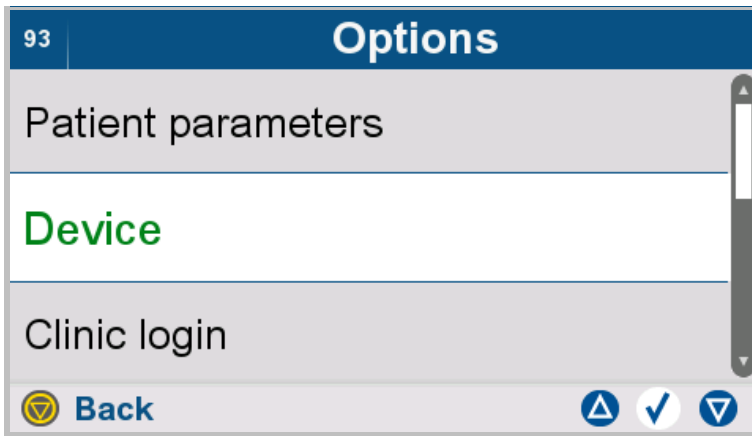 93
Options
Patient parameters
Device
Clinic login
Back